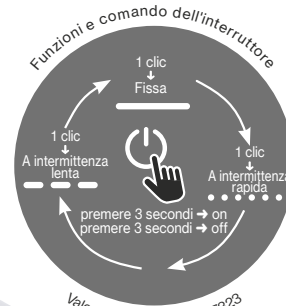 Funzioni e comando dell'interruttore
1 clic
Fissa
1 clic
A intermittenza
lenta
1 clic
A intermittenza
rapida
premere 3 secondi ➜ on
premere 3 secondi ➜ off